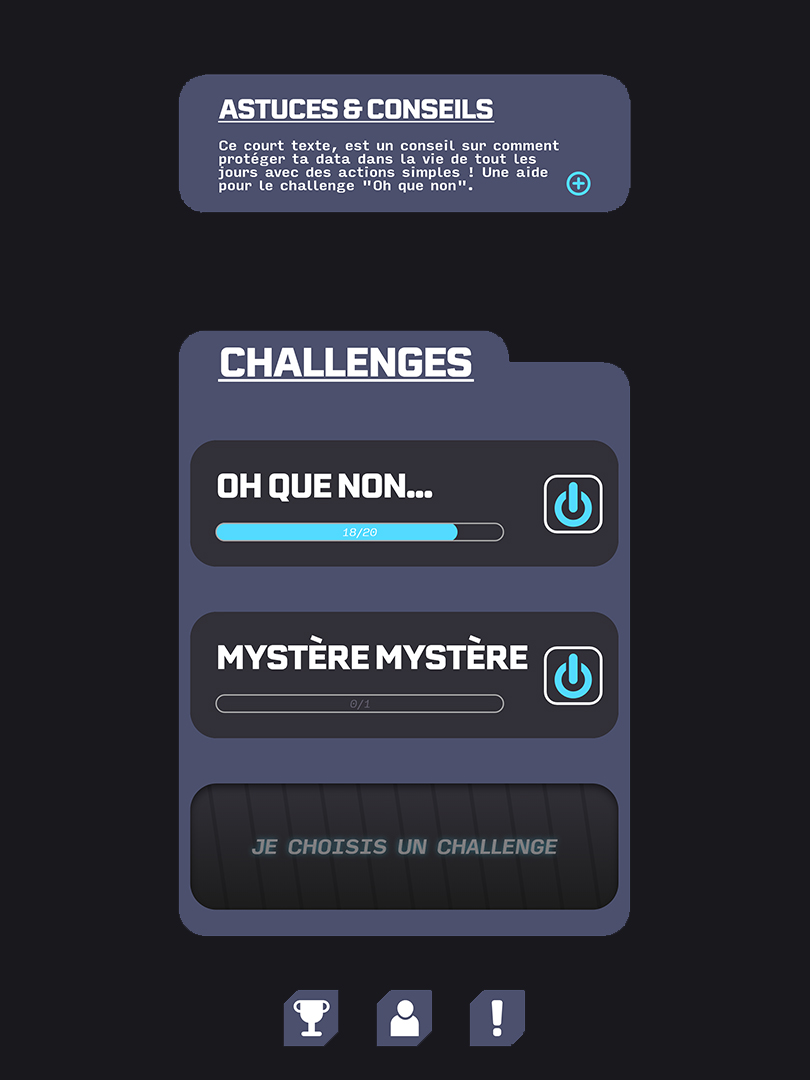 ASTUCES & CONSEILS
Ce court texte, est un conseil sur comment
protéger ta data dans la vie de tout les
jours avec des actions simples ! Une aide
pour le challenge "Oh que non".
CHALLENGES
OH QUE NON...
18/20
MYSTÈRE MYSTÈRE
0/1
JE CHOISIS UN CHALLENGE